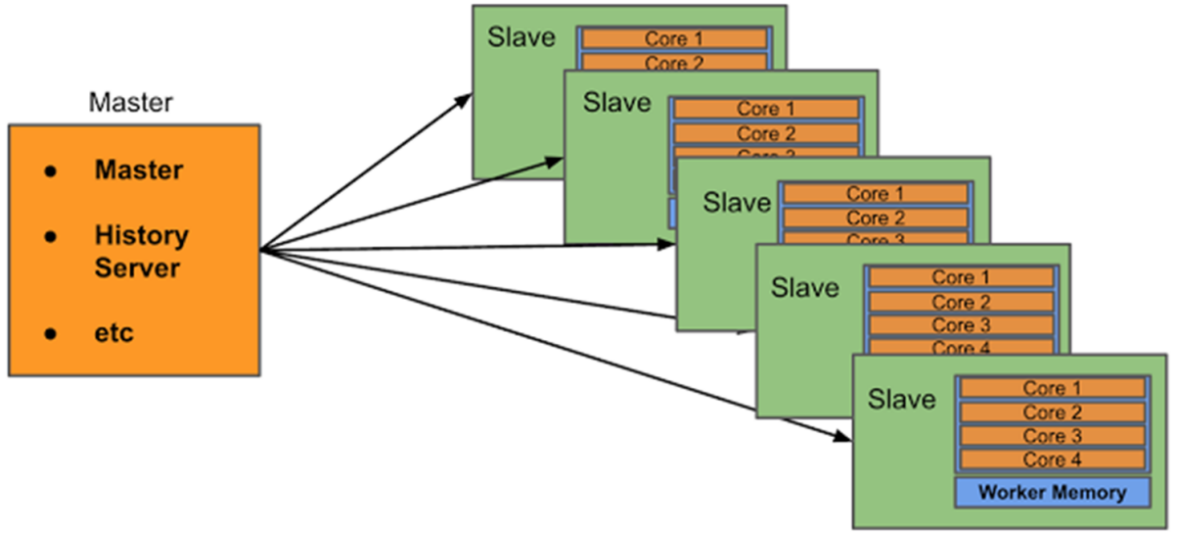 Master
Master
History
Server
etc
Slave
Core 1
Core 2
Slave
Core 1
Core 2
Slave
Core 1
Core 2
Core 3
Slave
Core 1
Core 2
Core 3
Core 4
Slave
Core 1
Core 2
Core 3
Core 4
Worker Memory